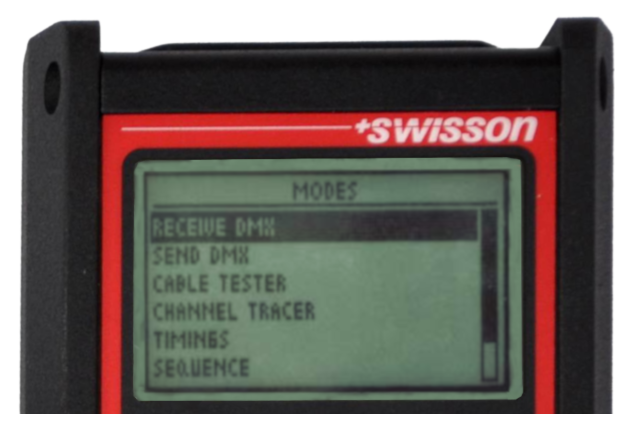 +swisson
MODES
RECEIVE DMX
SEND DMX
CABLE TESTER
CHANNEL TRACER
TIMINGS
SEQUENCE